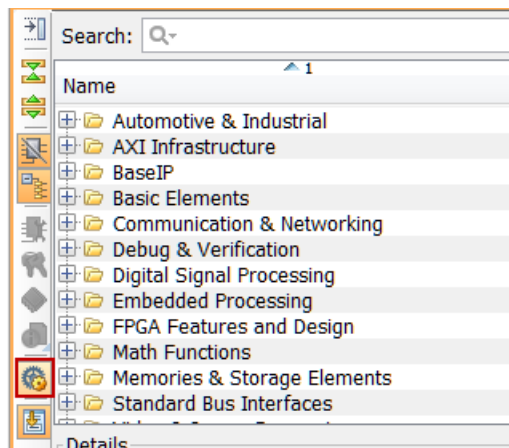 Search:
1
Name
Automotive & Industrial
AXI Infrastructure
BaseIP
Basic Elements
Communication & Networking
Debug & Verification
Digital Signal Processing
Embedded Processing
FPGA Features and Design
Math Functions
Memories & Storage Elements
Standard Bus Interfaces
Details